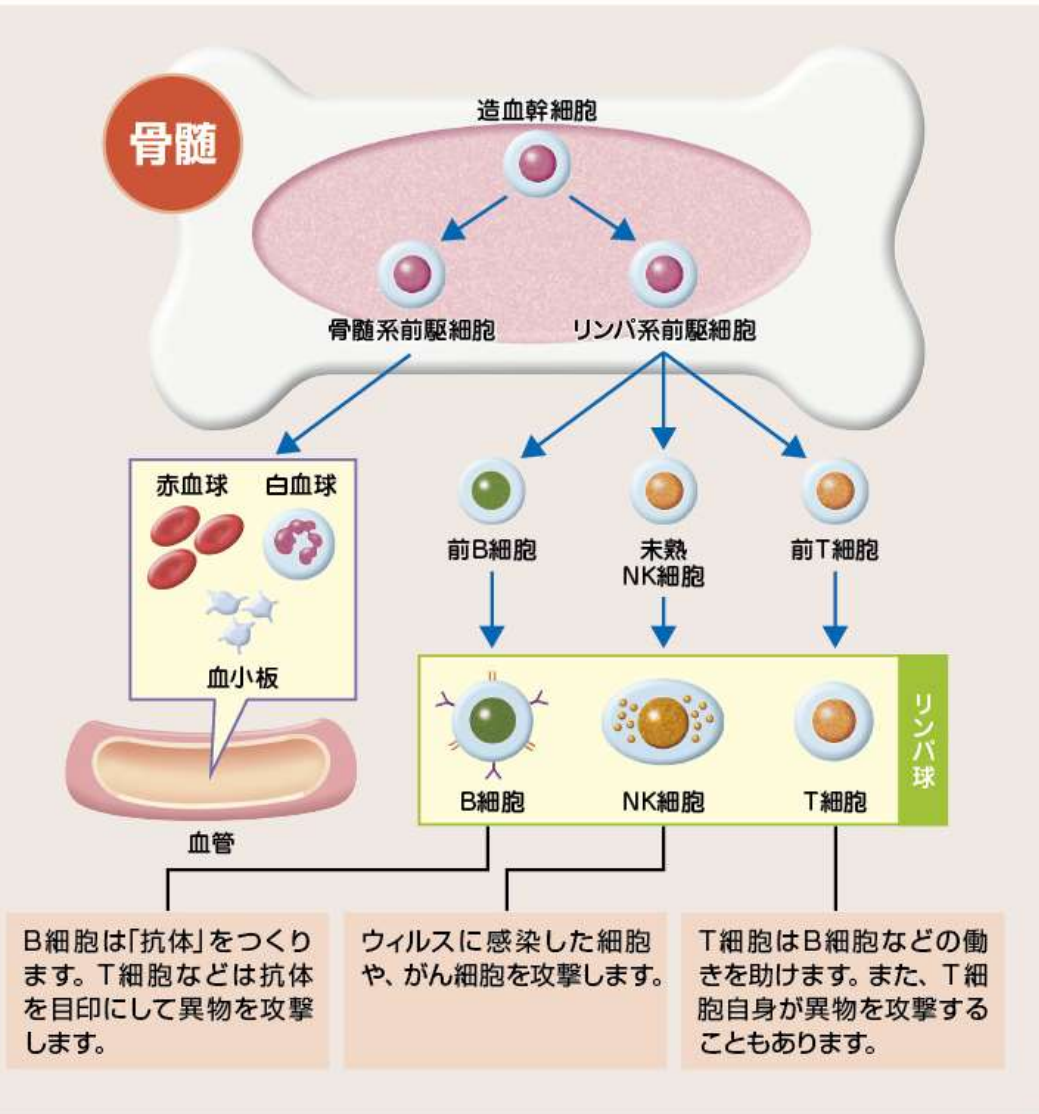 骨髄
造血幹細胞
骨髄系前駆細胞
リンパ系前駆細胞
赤血球
白血球
血小板
血管
前B細胞
未熟
NK細胞
前T細胞
B細胞
NK細胞
T細胞
リンパ球
B細胞は「抗体」をつくり
ます。T細胞などは抗体
を目印にして異物を攻撃
します。
ウィルスに感染した細胞
や、がん細胞を攻撃します。
T細胞はB細胞などの働
きを助けます。また、T細
胞自身が異物を攻撃する
こともあります。